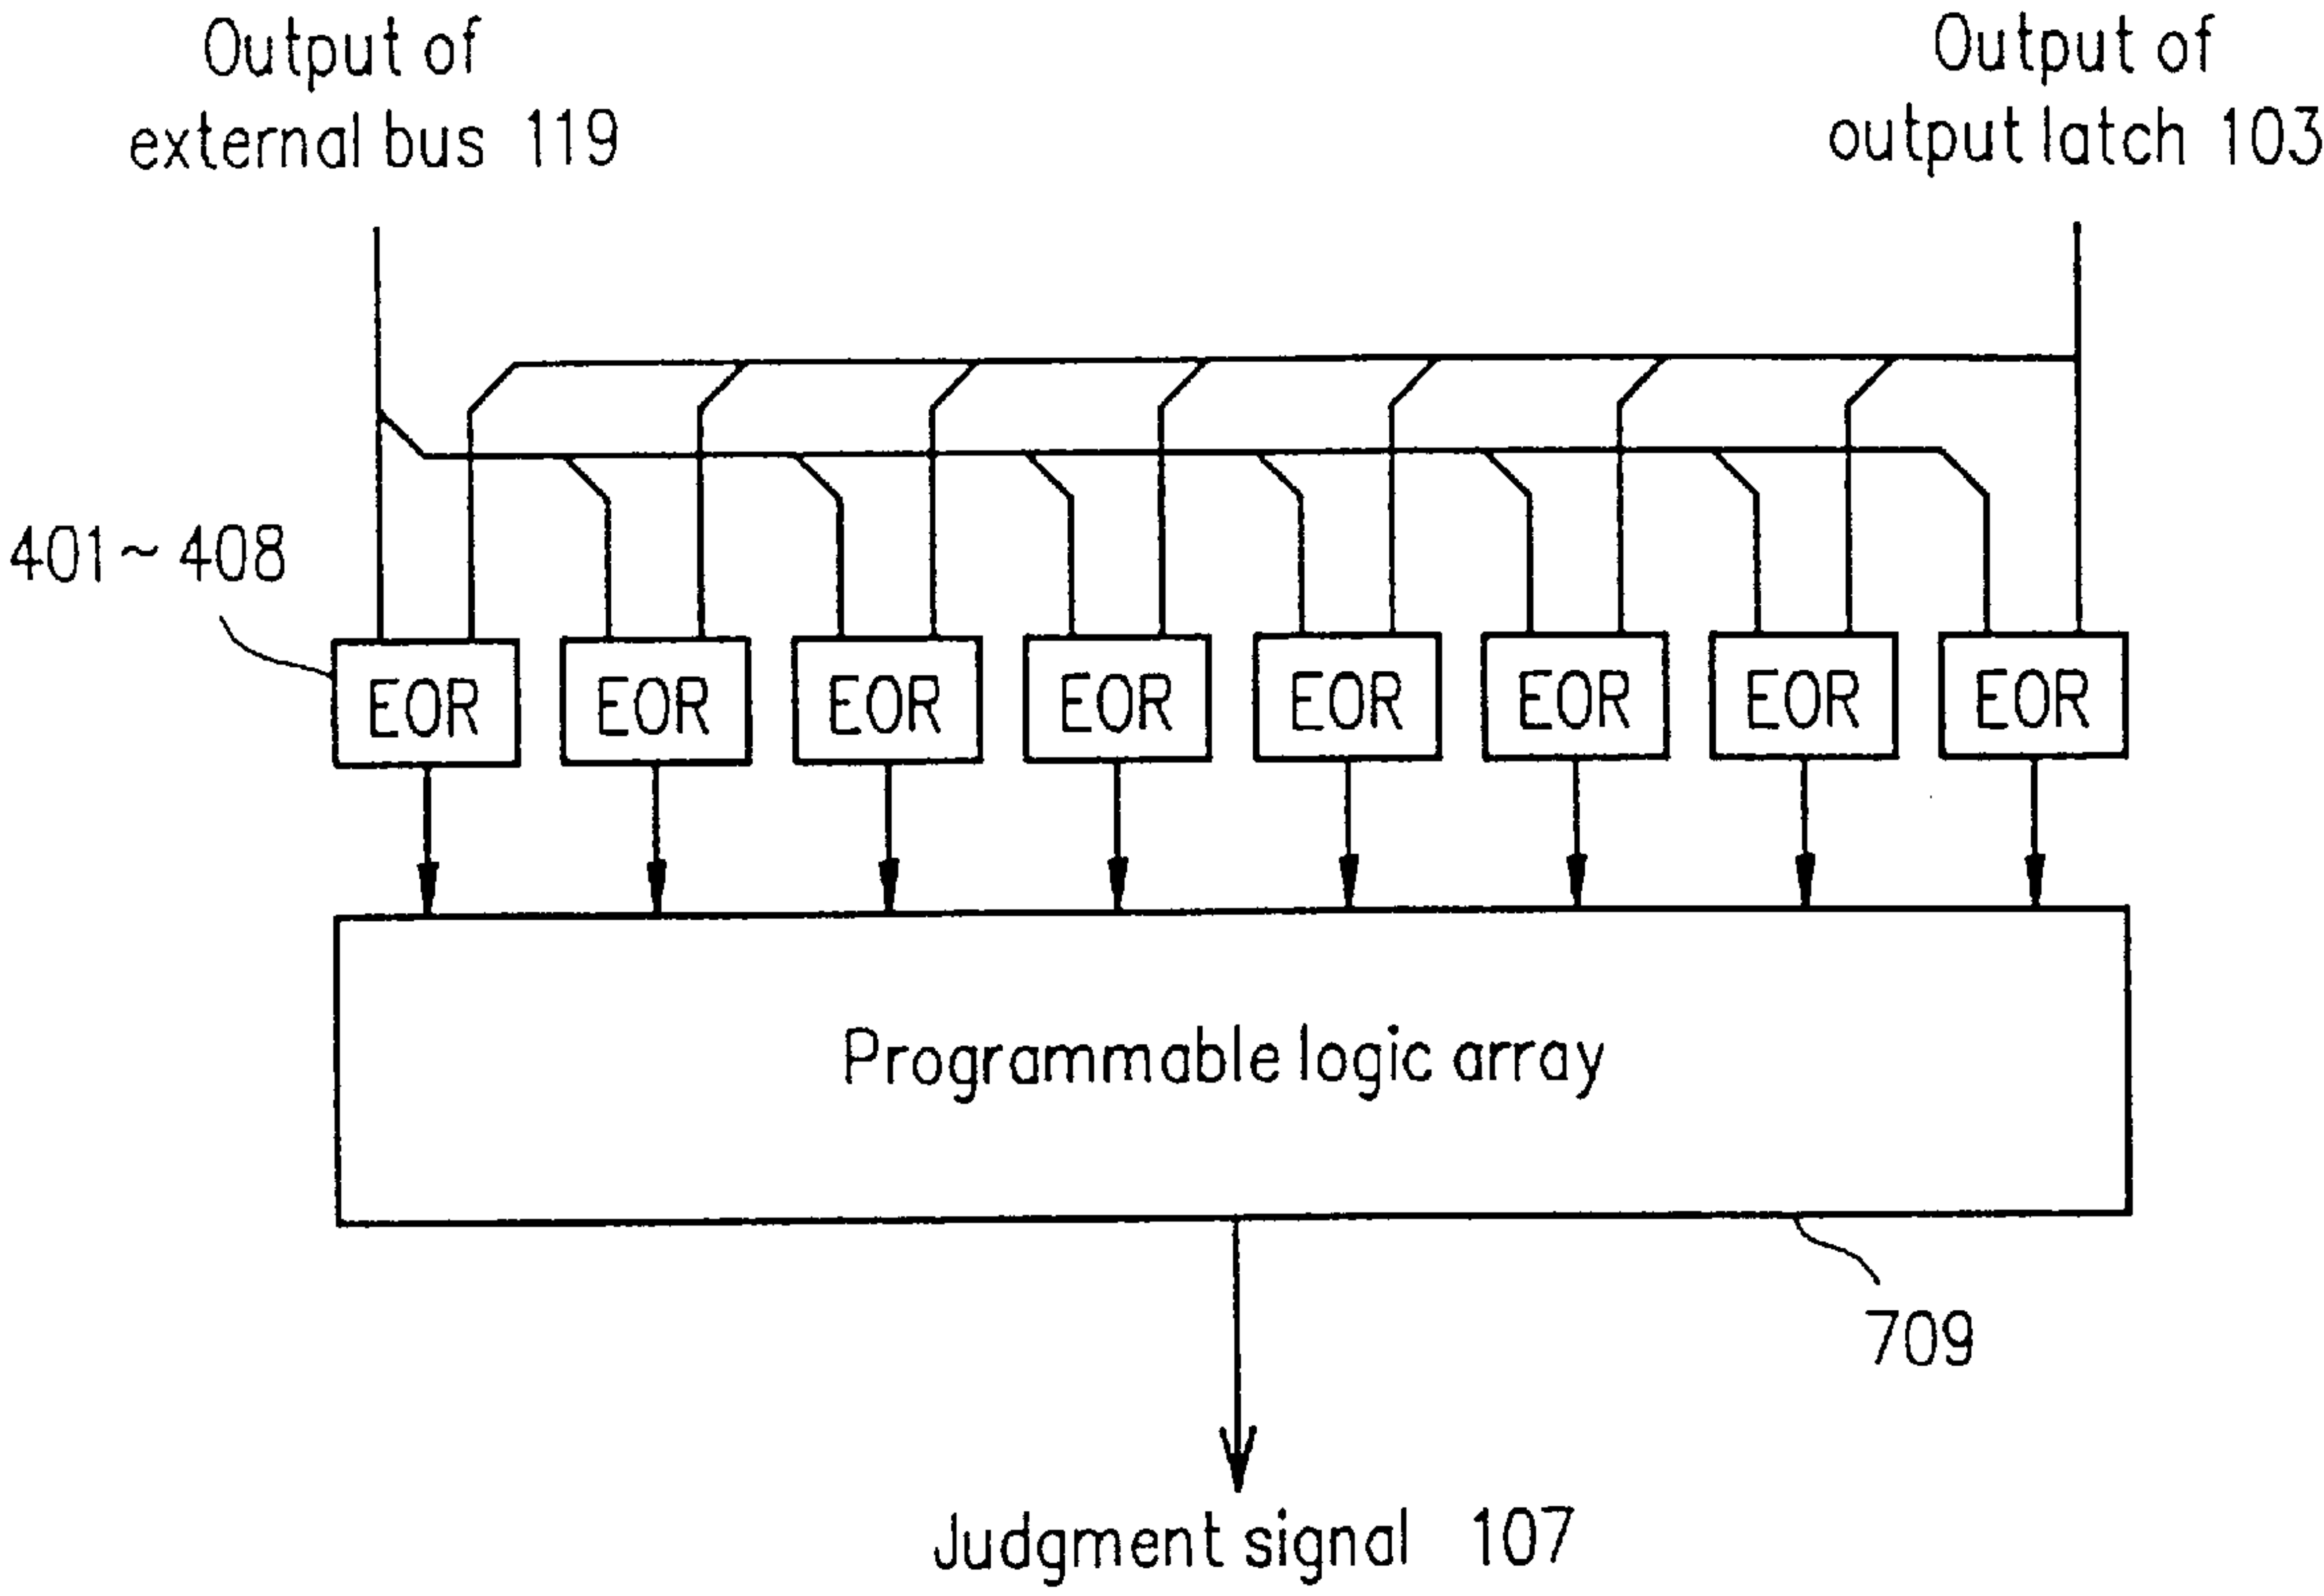 Output of
external bus 119
Output of
output latch 103
401~408
EOR EOR EOR EOR EOR EOR EOR EOR
Programmable logic array
709
Judgment signal 107